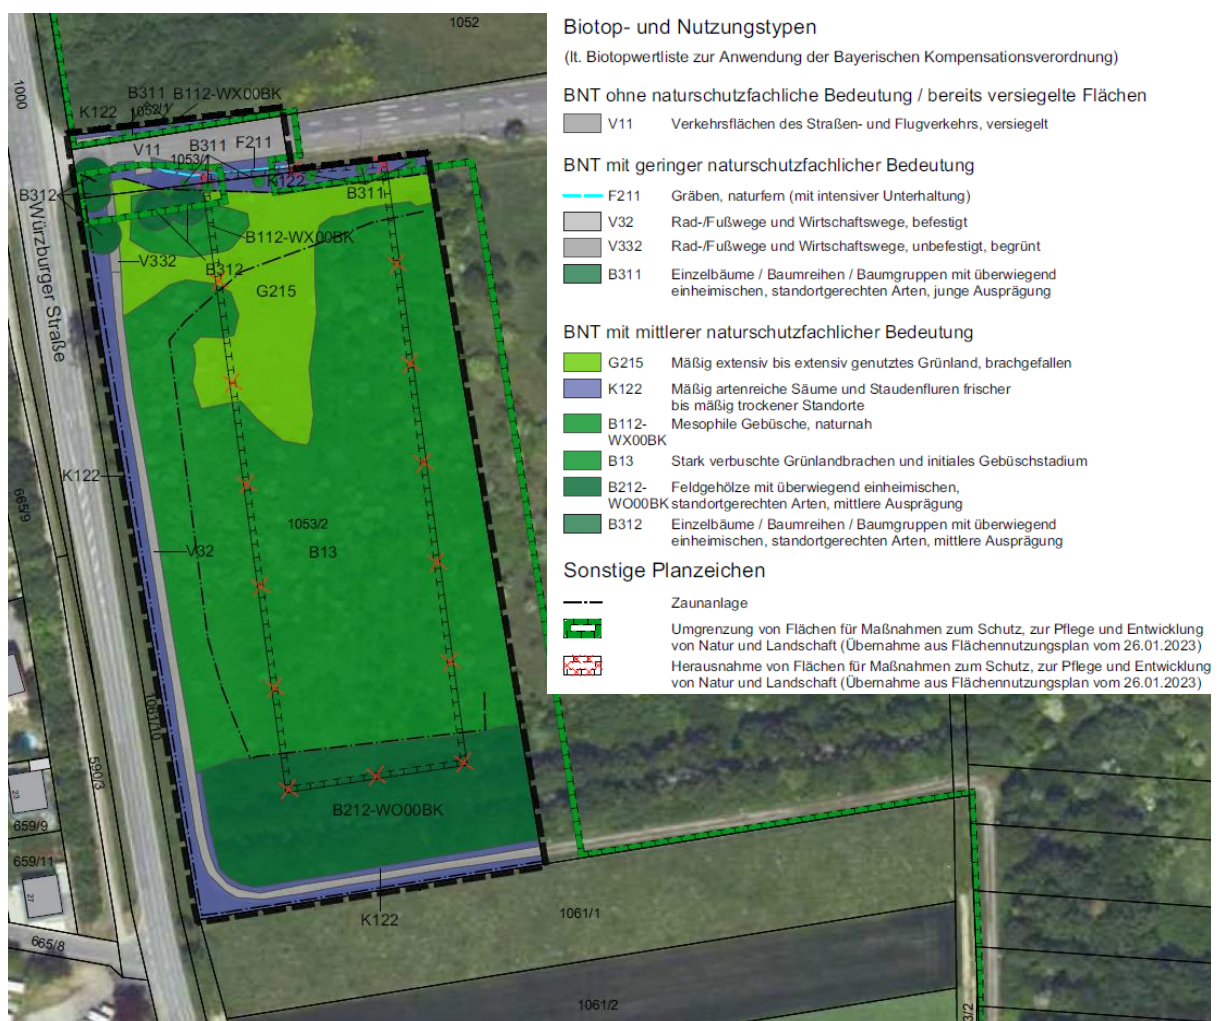 1052
1000
B311
B112-WX00BK
K122
1052/1
V11
B311
F211
1053/1
K122
B311
B312
Würzburger Straße
B112-WX00BK
V332
B312
G215
K122
665/9
1053/2
B13
V32
1061/10
590/3
23
659/9
B212-WO00BK
659/11
27
K122
1061/1
665/8
1061/2
3/2
Biotop- und Nutzungstypen
(lt. Biotopwertliste zur Anwendung der Bayerischen Kompensationsverordnung)
BNT ohne naturschutzfachliche Bedeutung / bereits versiegelte Flächen
V11 Verkehrsflächen des Straßen- und Flugverkehrs, versiegelt
BNT mit geringer naturschutzfachlicher Bedeutung
F211 Gräben, naturfern (mit intensiver Unterhaltung)
V32 Rad-/Fußwege und Wirtschaftswege, befestigt
V332 Rad-/Fußwege und Wirtschaftswege, unbefestigt, begrünt
B311 Einzelbäume / Baumreihen / Baumgruppen mit überwiegend
einheimischen, standortgerechten Arten, junge Ausprägung
BNT mit mittlerer naturschutzfachlicher Bedeutung
G215 Mäßig extensiv bis extensiv genutztes Grünland, brachgefallen
K122 Mäßig artenreiche Säume und Staudenfluren frischer
bis mäßig trockener Standorte
B112- Mesophile Gebüsche, naturnah
WX00BK
B13 Stark verbuschte Grünlandbrachen und initiales Gebüschstadium
B212- Feldgehölze mit überwiegend einheimischen,
WO00BK standortgerechten Arten, mittlere Ausprägung
B312 Einzelbäume / Baumreihen / Baumgruppen mit überwiegend
einheimischen, standortgerechten Arten, mittlere Ausprägung
Sonstige Planzeichen
Zaunanlage
Umgrenzung von Flächen für Maßnahmen zum Schutz, zur Pflege und Entwicklung
von Natur und Landschaft (Übernahme aus Flächennutzungsplan vom 26.01.2023)
Herausnahme von Flächen für Maßnahmen zum Schutz, zur Pflege und Entwicklung
von Natur und Landschaft (Übernahme aus Flächennutzungsplan vom 26.01.2023)